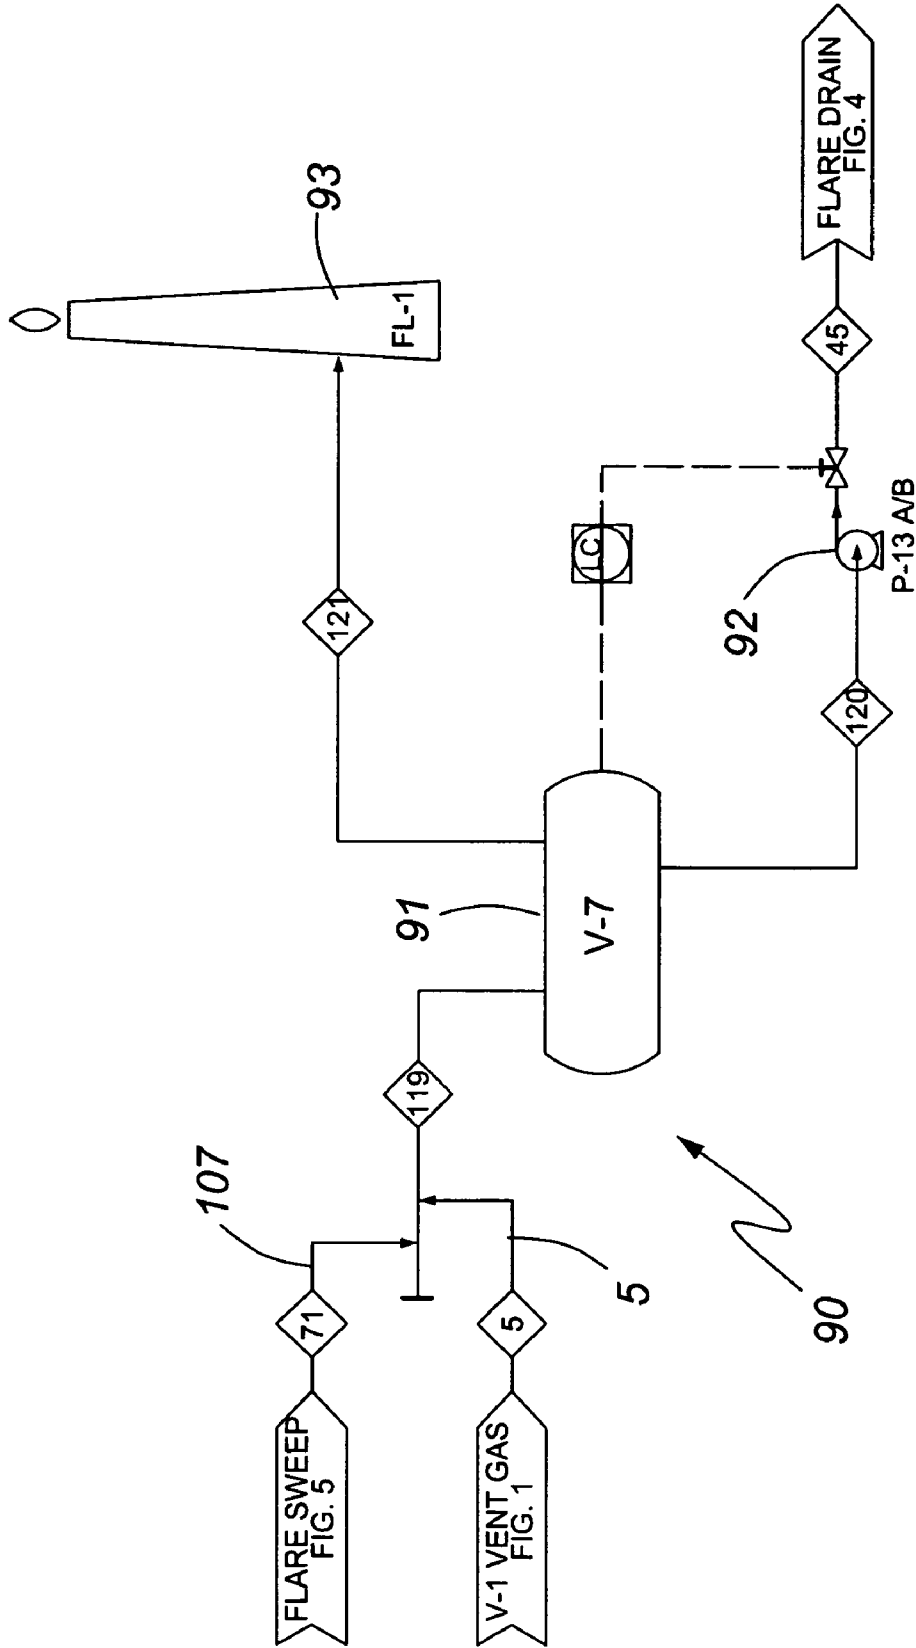 FLARE SWEEP
FIG. 5
71
107
V-1 VENT GAS
FIG. 1
5
5
119
91
V-7
121
93
FL-1
LC
120
92
P-13 A/B
45
FLARE DRAIN
FIG. 4
90